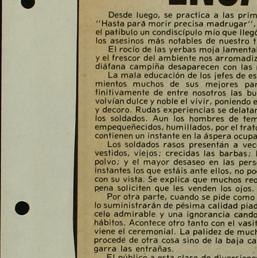 Desde luego, se practica a las prim
"Hasta para morir precisa madrugar",
el patíbulo un condiscípulo mío que lleg
los asesinos más notables de nuestro t
El rocío de las yerbas moja lamenta
y el frescor del ambiente nos arromadiz
diáfana campiña desaparecen con las
La mala educación de los jefes de es
mientos muchos de sus mejores par
finitivamente de entre nosotros las bu
volvían dulce y noble el vivir, poniendo e
y decoro. Rudas experiencias se delatar
los soldados. Aun los hombres de tem
empequeñecidos, humillados, por el trat
contienen un instante en la áspera ocupa
Los soldados rasos presentan a vec
vestidos, viejos; crecidas las barbas; l
polvo; y el mayor desaseo en las pers
instantes los que estáis ante ellos, no po
con su vista. Se explica que muchos re
pena soliciten que les venden los ojos.
Por otra parte, cuando se pide como
lo suministrarán de pésima calidad piad
celo admirable y una ignorancia cando
hábitos. Acontece otro tanto con el vasit
viene el ceremonial. La palidez de much
procede de otra cosa sino de la baja ca
garra las entrañas.